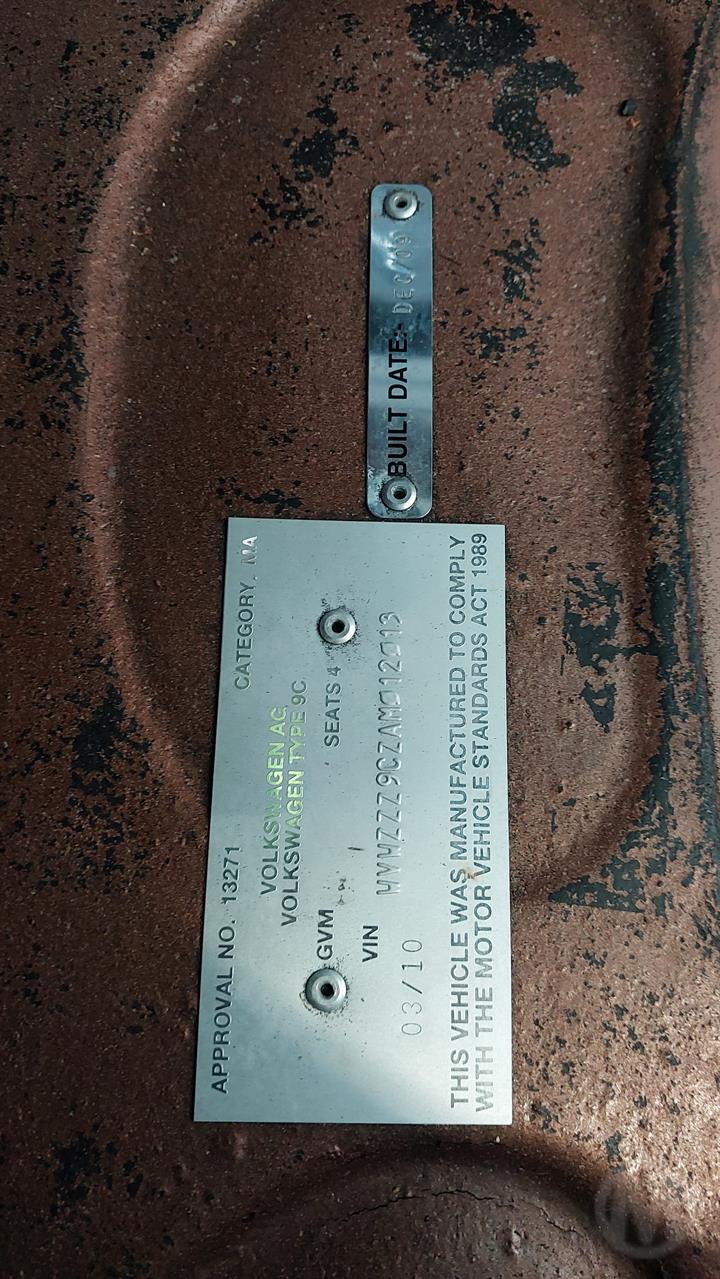 BUILT DATE:- DEC/09
APPROVAL NO. 13271 CATEGORY. MA
VOLKSWAGEN AG
VOLKSWAGEN TYPE 9C
GVM SEATS 4
VIN WVWZZZ9CZAM012013
03/10
THIS VEHICLE WAS MANUFACTURED TO COMPLY
WITH THE MOTOR VEHICLE STANDARDS ACT 1989